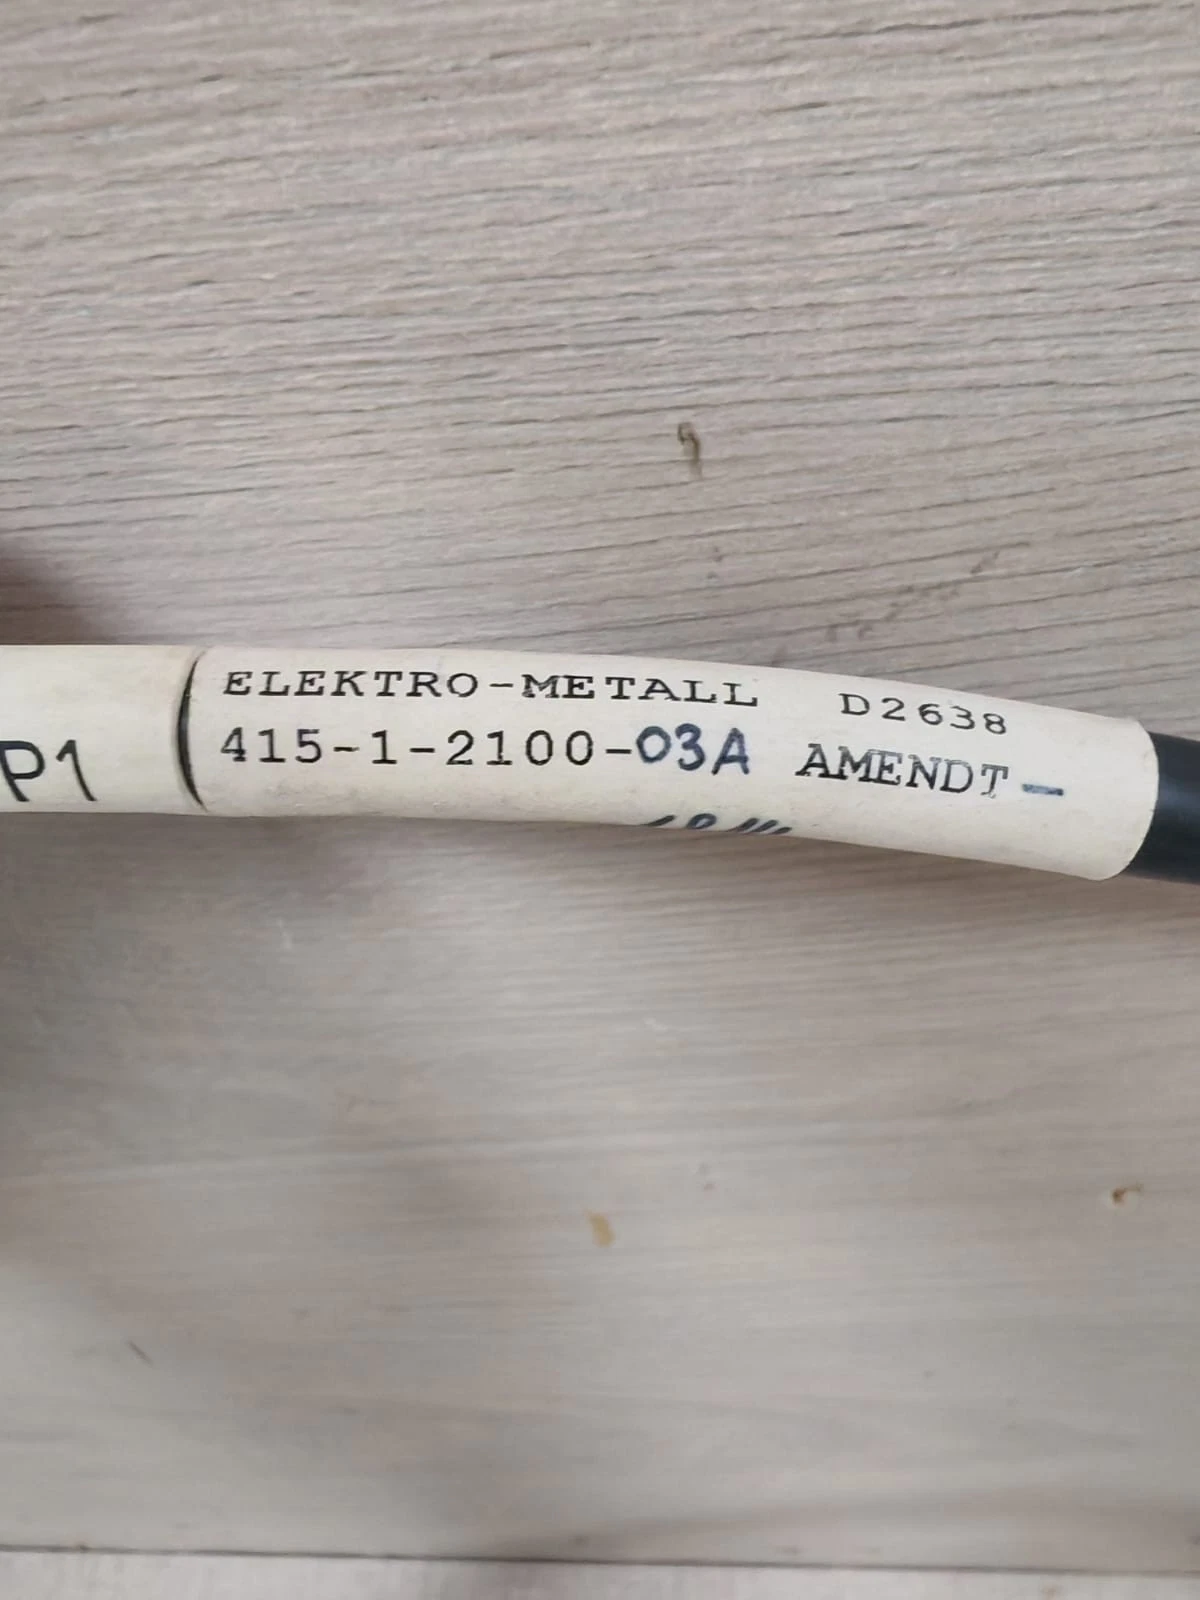 P1
ELEKTRO-METALL D2638
415-1-2100-03A AMENDT-